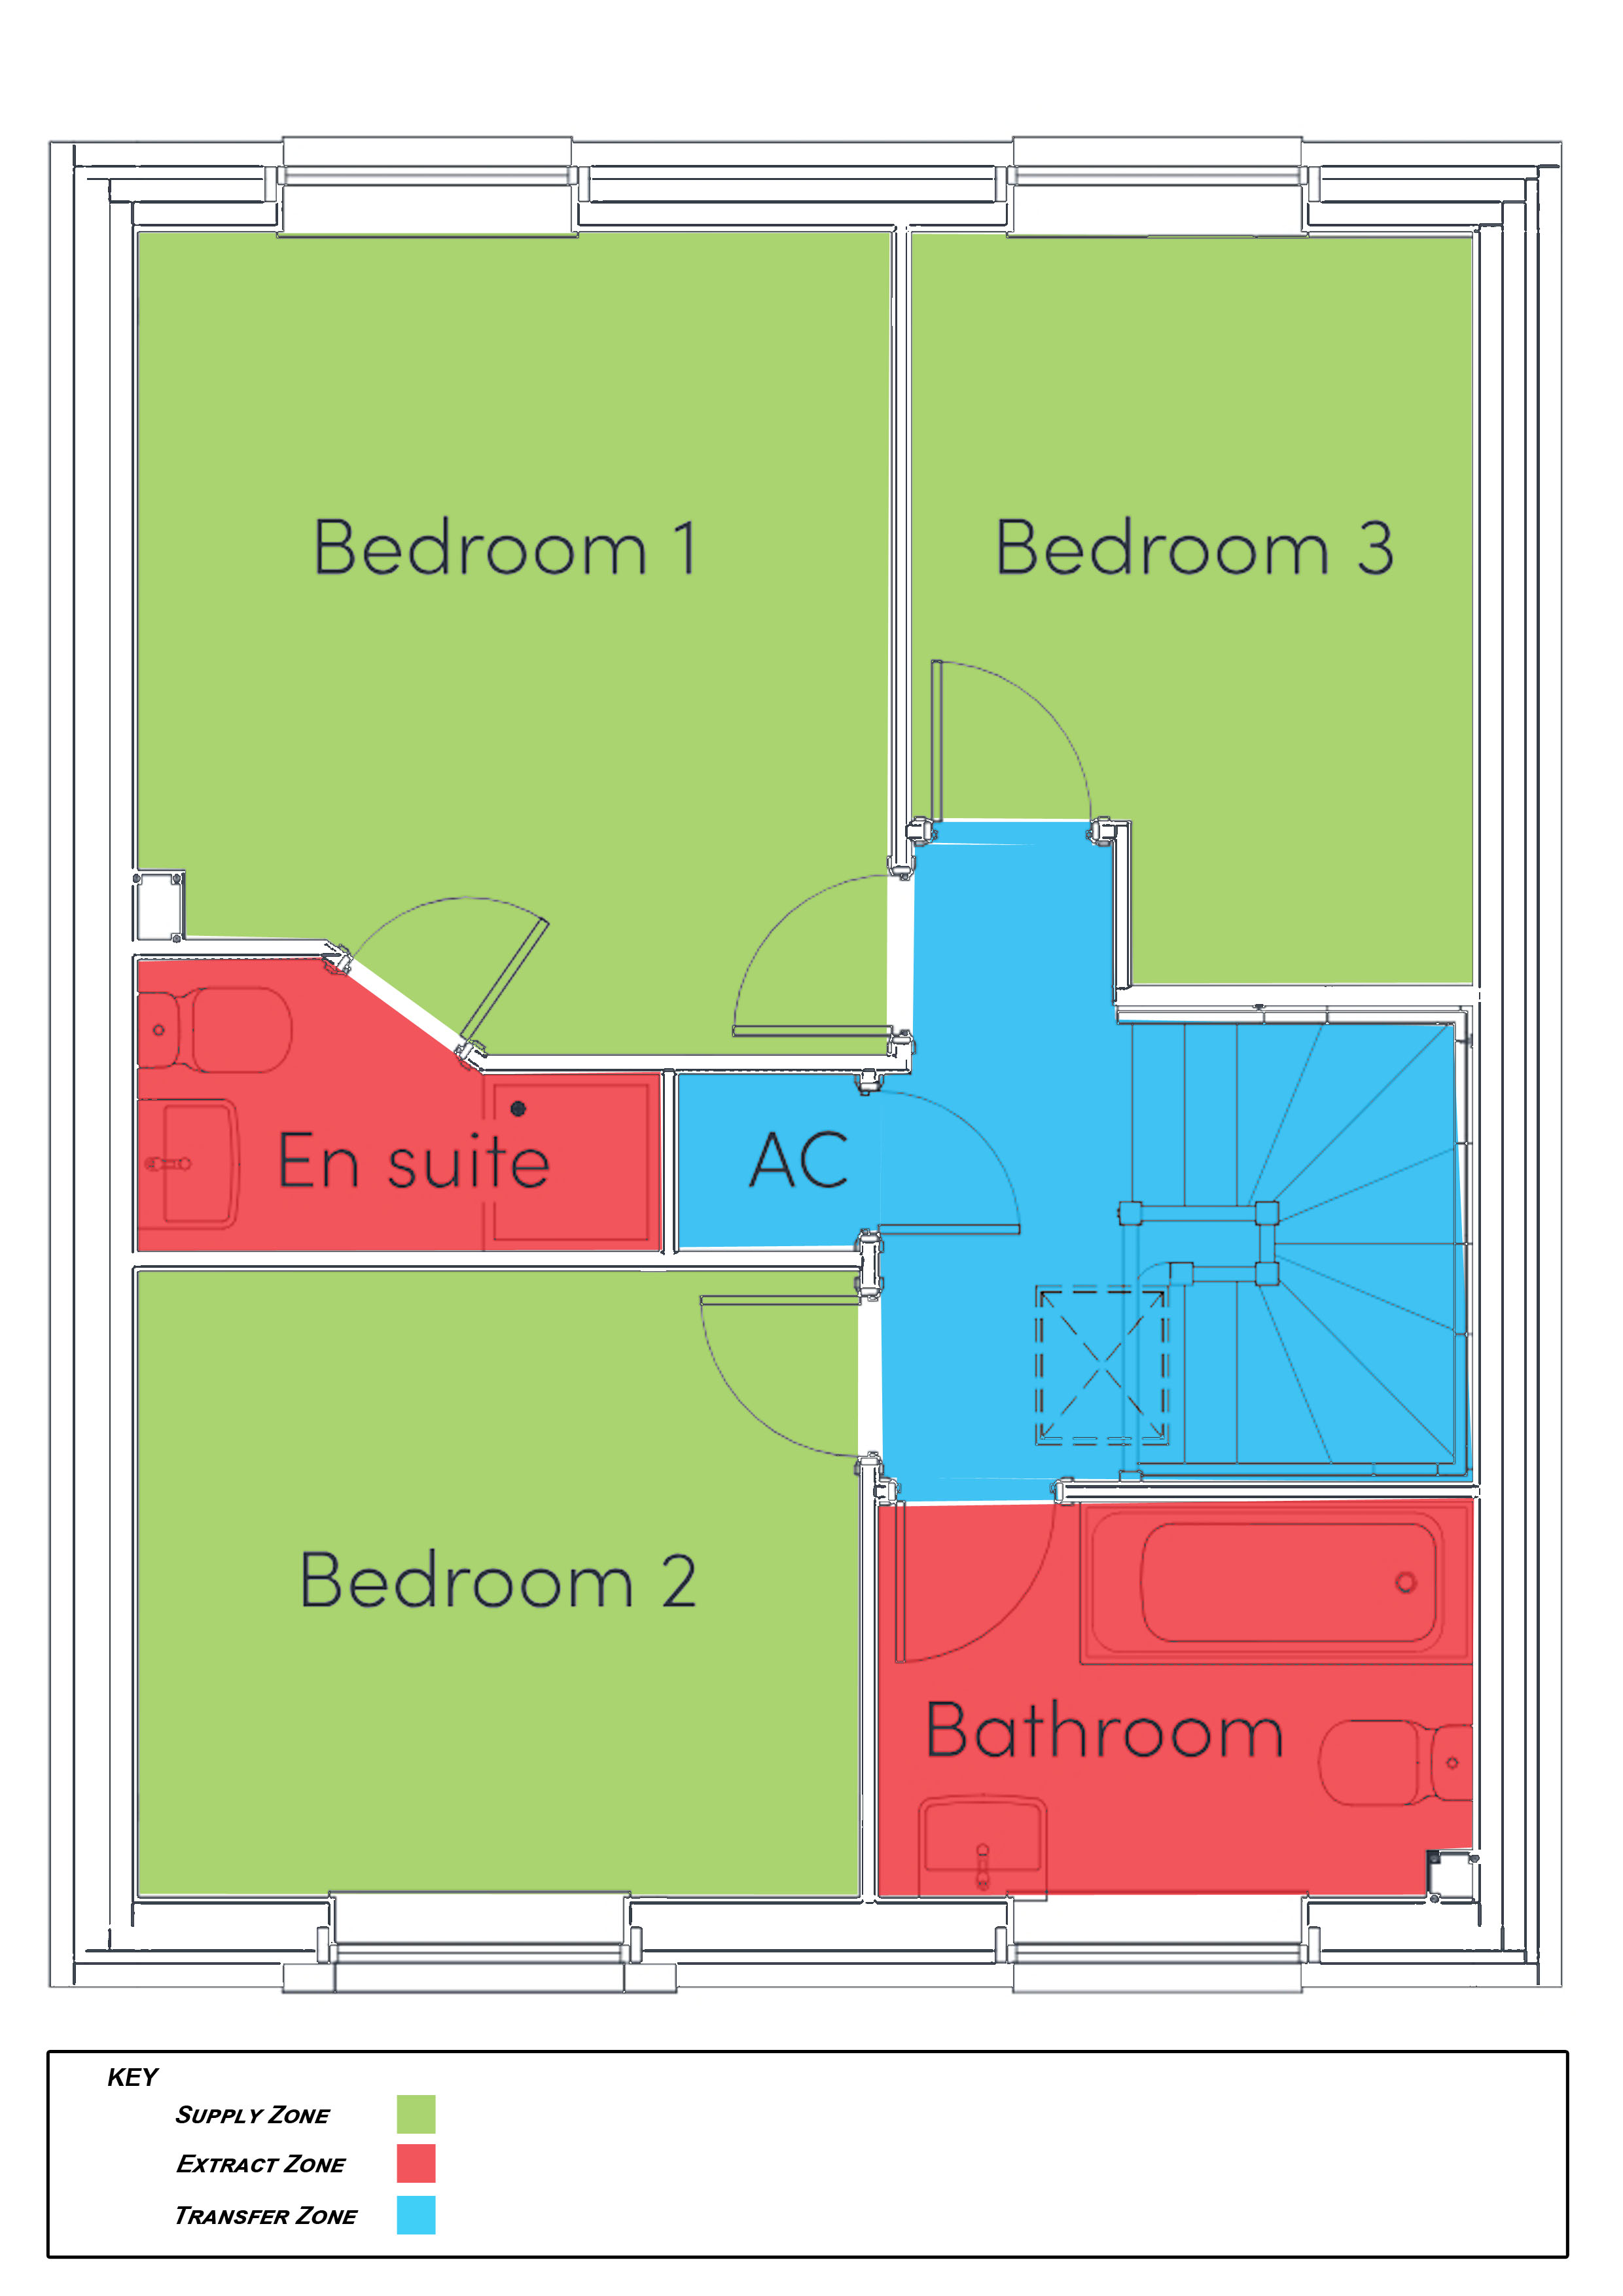 Bedroom 1
Bedroom 3
En suite
AC
Bedroom 2
Bathroom
KEY
SUPPLY ZONE
EXTRACT ZONE
TRANSFER ZONE